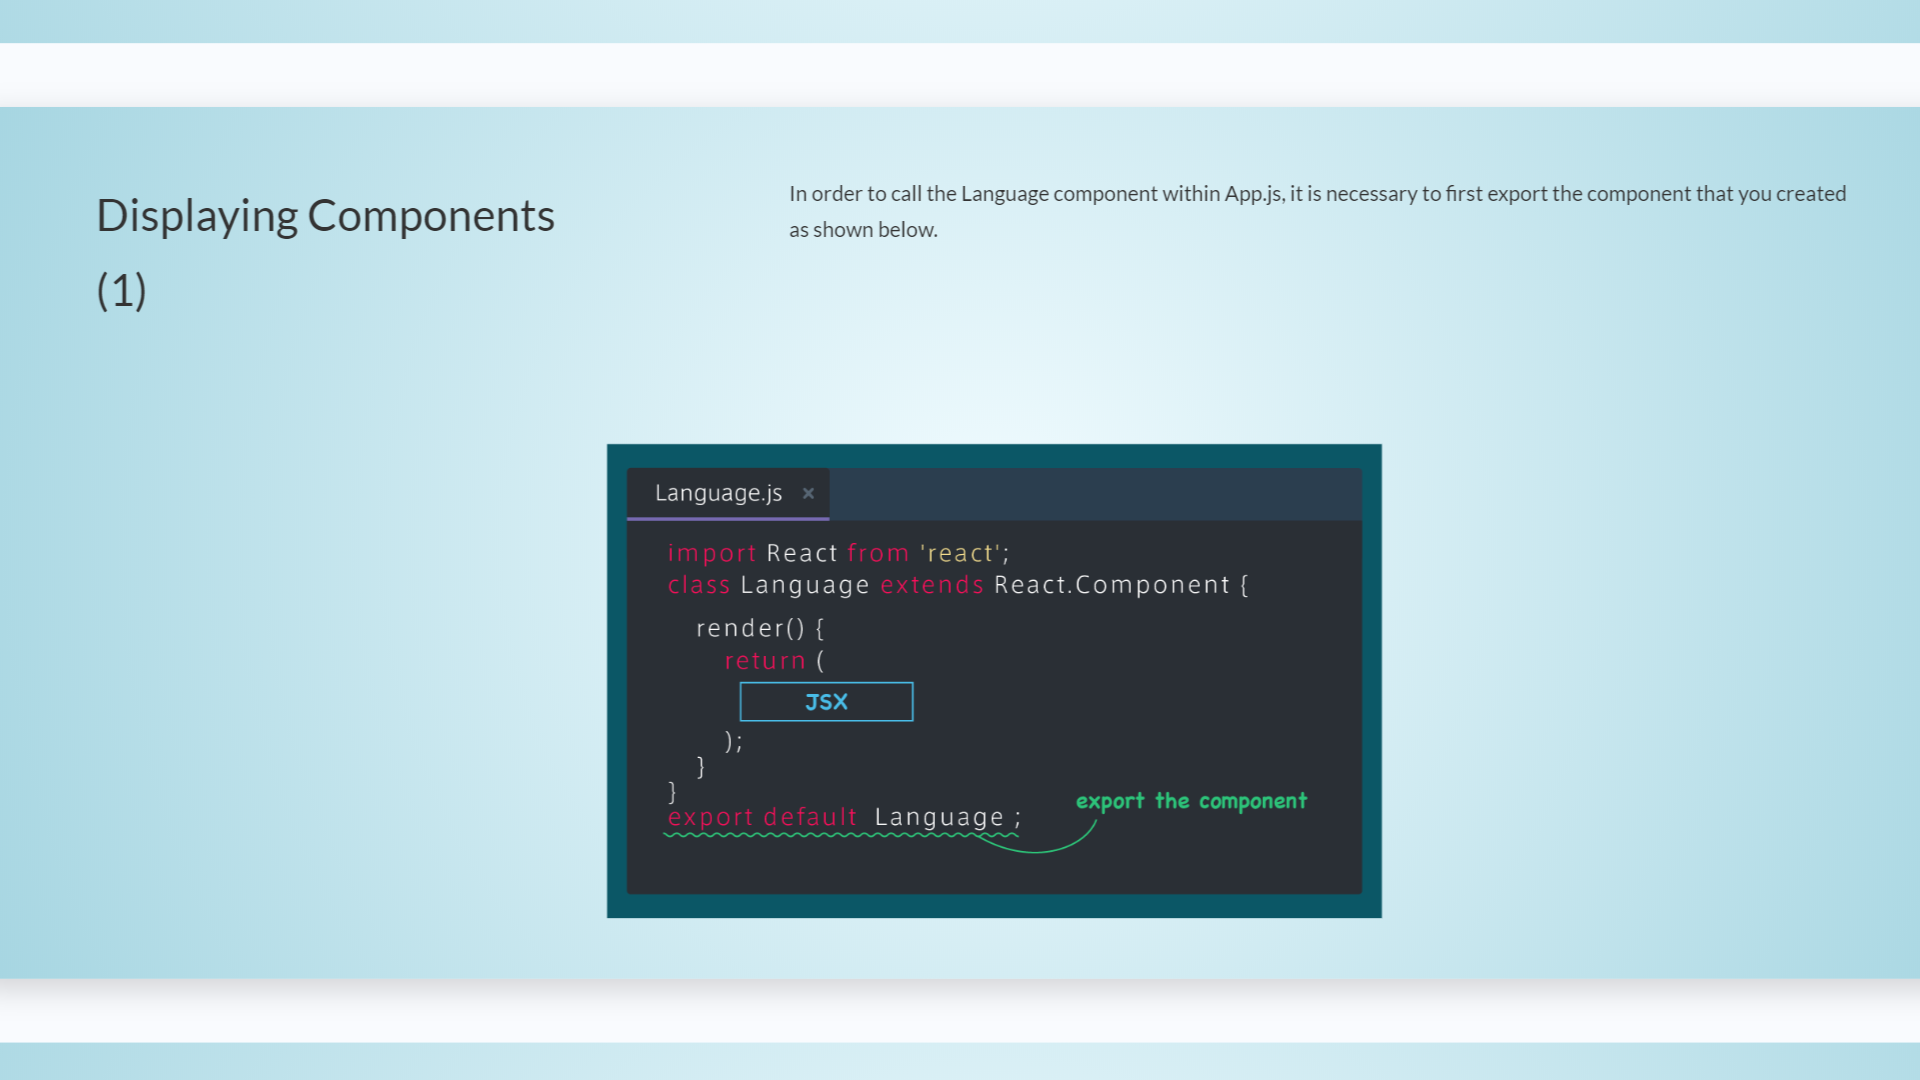 Displaying Components
(1)
In order to call the Language component within App.js, it is necessary to first export the component that you created
as shown below.
Language.js ×
import React from 'react';
class Language extends React.Component {
render() {
return (
JSX
);
}
}
export default Language ;
export the component